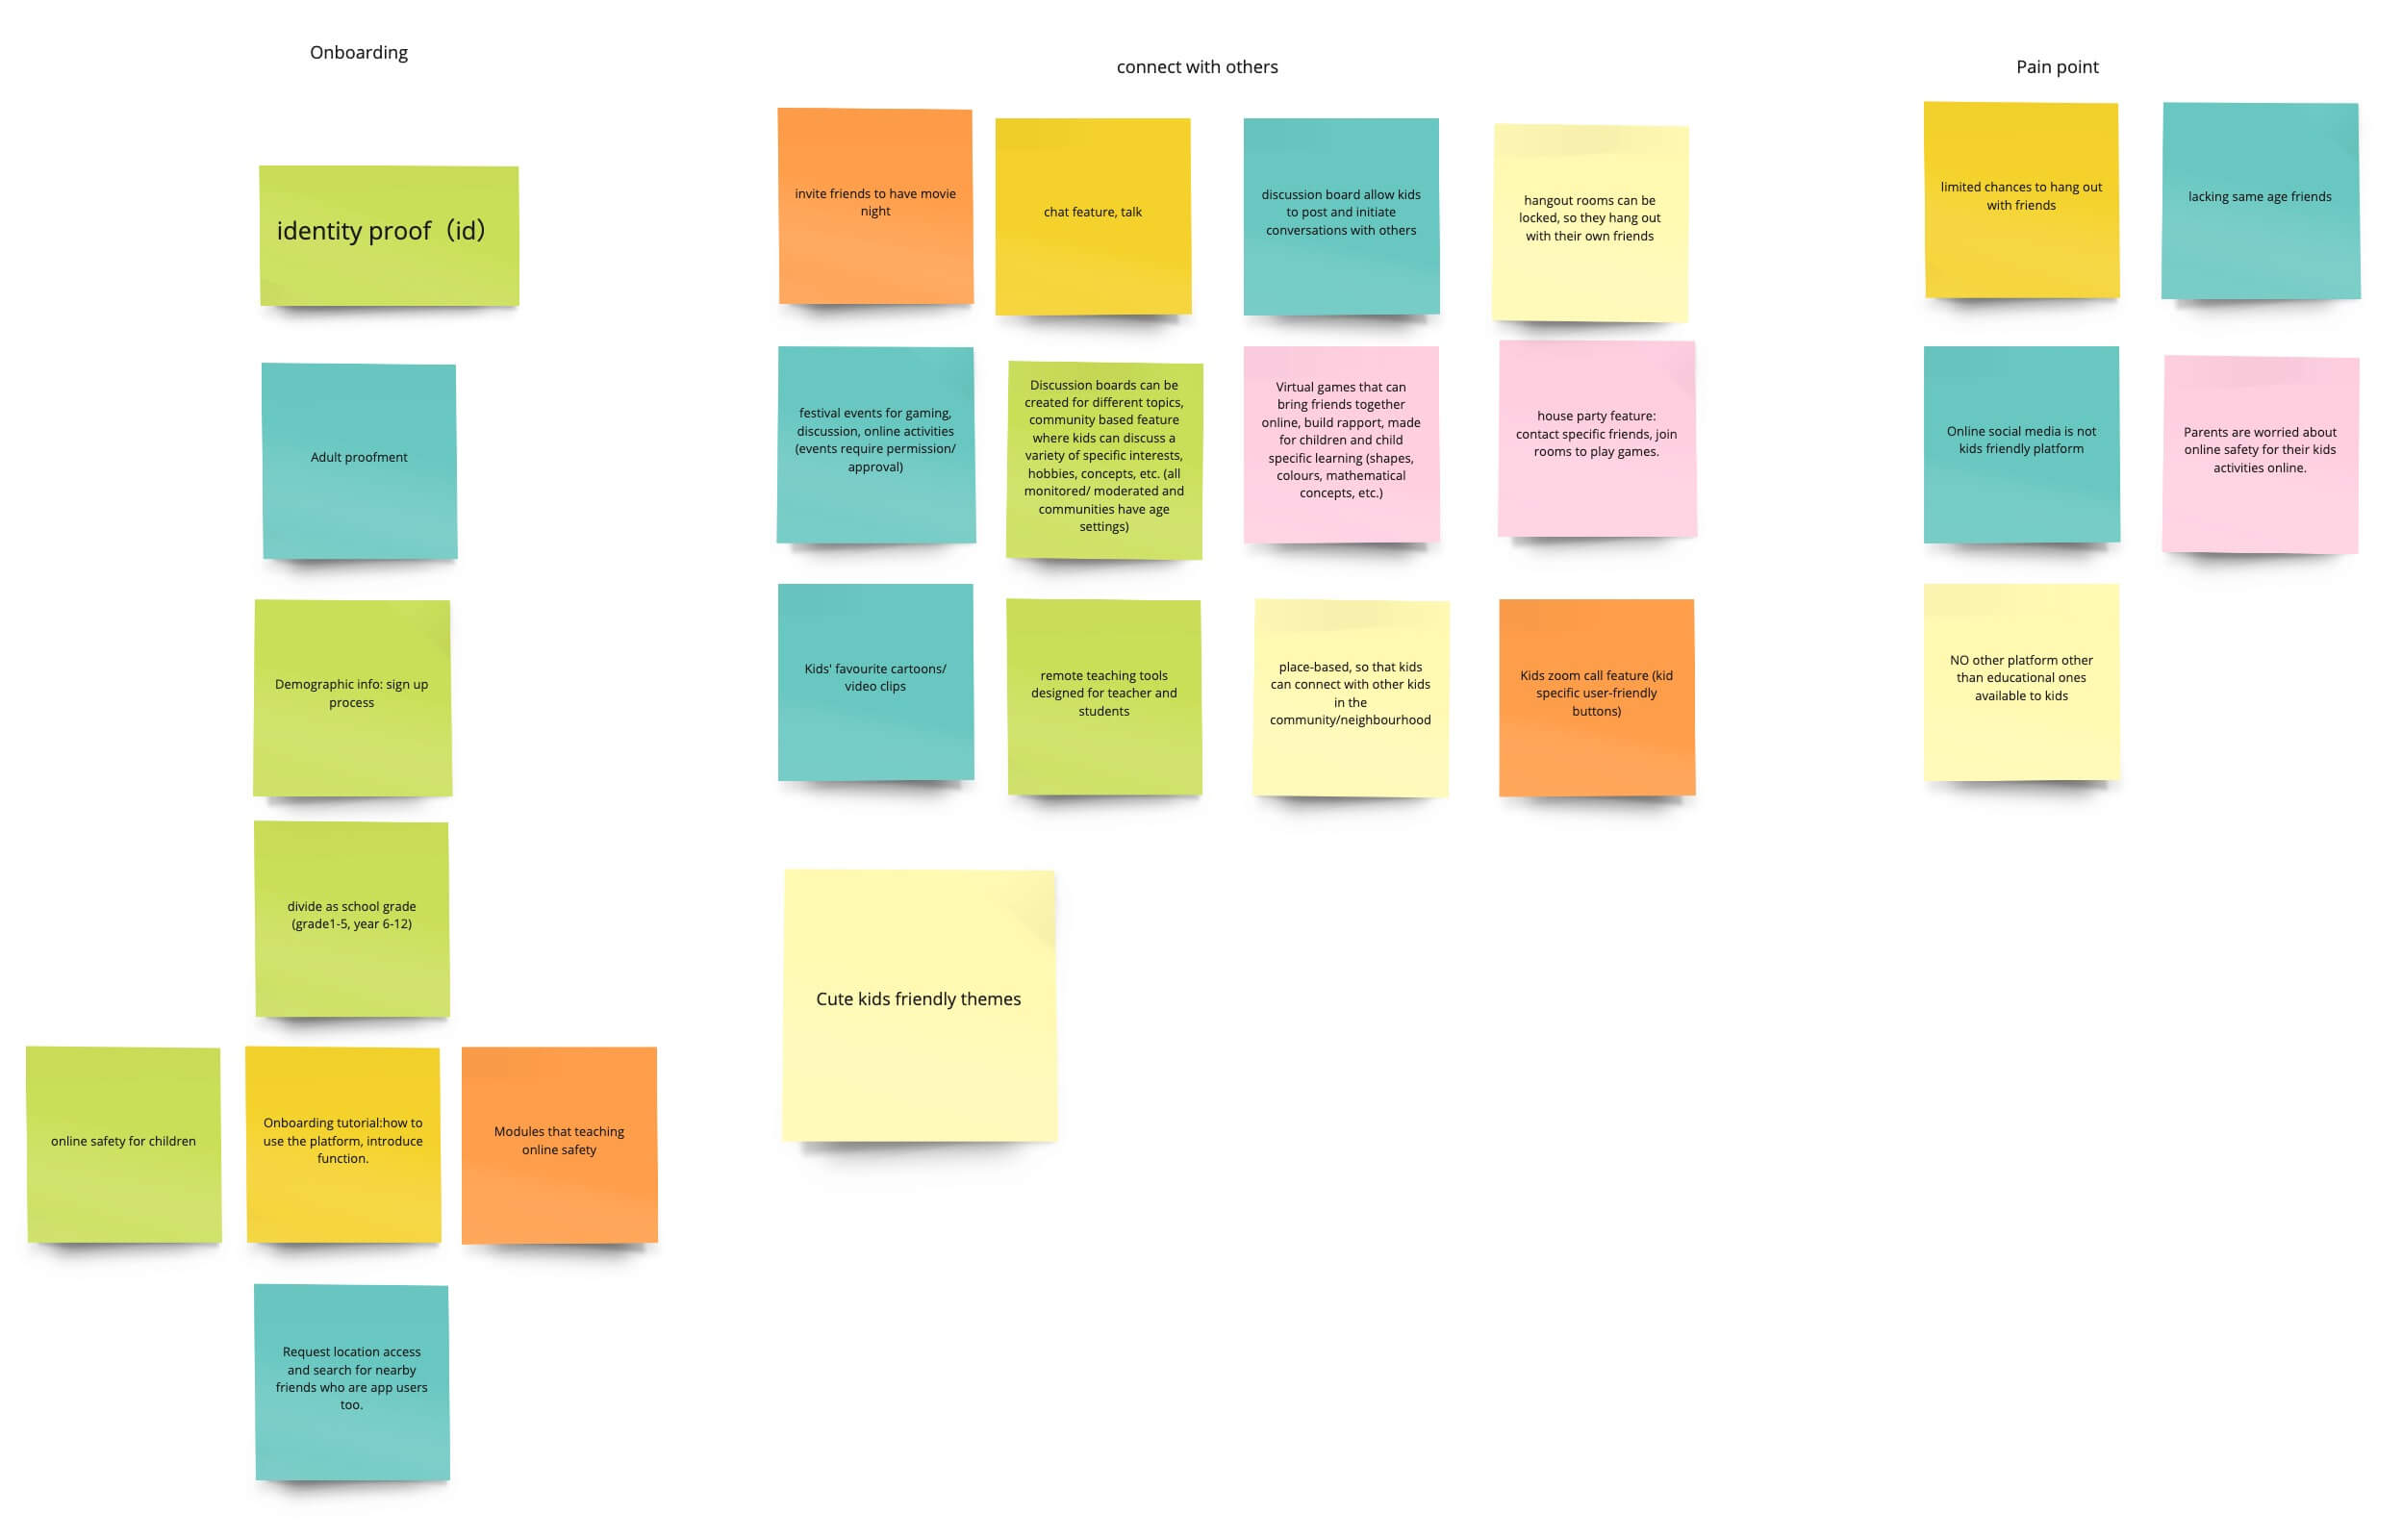 Onboarding
identity proof（id）
Adult proofment
Demographic info: sign up
process
divide as school grade
(grade1-5, year 6-12)
online safety for children
Onboarding tutorial:how to
use the platform, introduce
function.
Modules that teaching
online safety
Request location access
and search for nearby
friends who are app users
too.
connect with others
invite friends to have movie
night
chat feature, talk
discussion board allow kids
to post and initiate
conversations with others
hangout rooms can be
locked, so they hang out
with their own friends
festival events for gaming,
discussion, online activities
(events require permission/
approval)
Discussion boards can be
created for different topics,
community based feature
where kids can discuss a
variety of specific interests,
hobbies, concepts, etc. (all
monitored/ moderated and
communities have age
settings)
Virtual games that can
bring friends together
online, build rapport, made
for children and child
specific learning (shapes,
colours, mathematical
concepts, etc.)
house party feature:
contact specific friends, join
rooms to play games.
Kids' favourite cartoons/
video clips
remote teaching tools
designed for teacher and
students
place-based, so that kids
can connect with other kids
in the
community/neighbourhood
Kids zoom call feature (kid
specific user-friendly
buttons)
Cute kids friendly themes
Pain point
limited chances to hang out
with friends
lacking same age friends
Online social media is not
kids friendly platform
Parents are worried about
online safety for their kids
activities online.
NO other platform other
than educational ones
available to kids